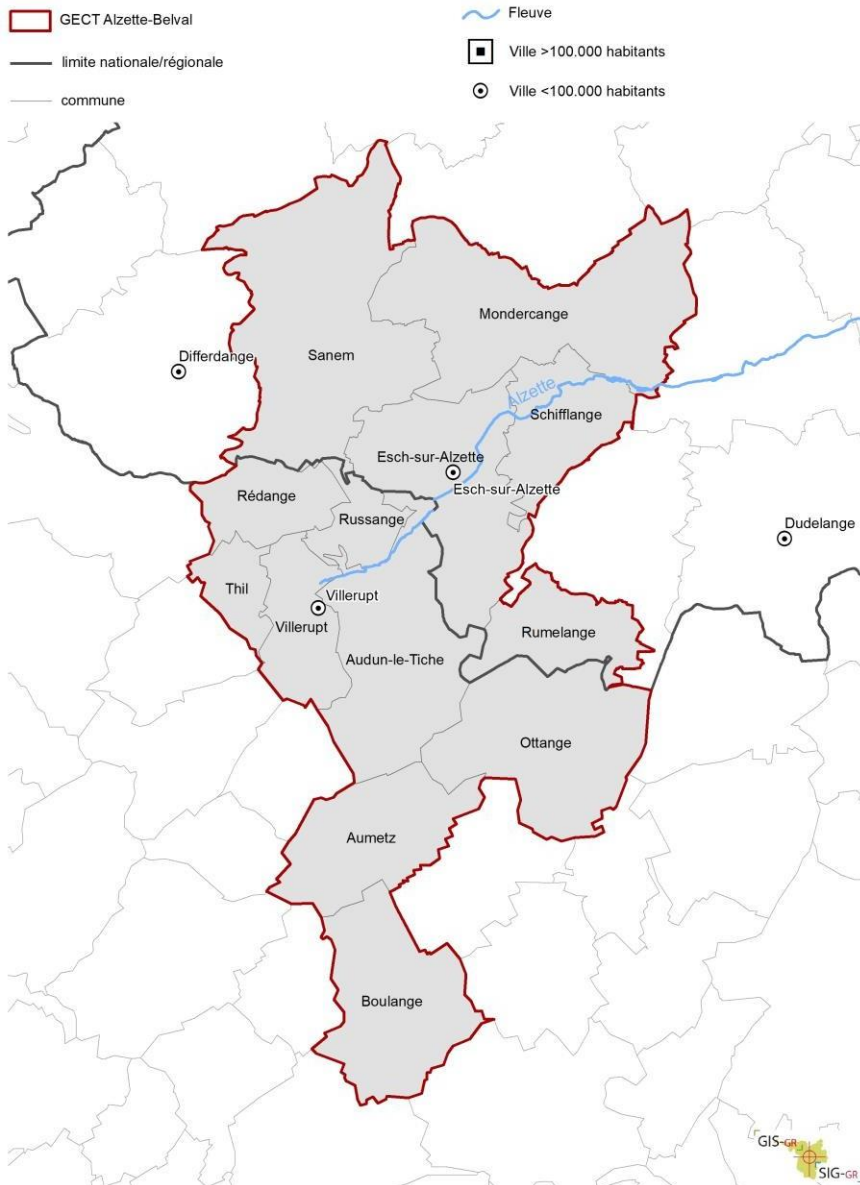 GECT Alzette-Belval
Fleuve
limite nationale/régionale
Ville >100.000 habitants
commune
Ville <100.000 habitants
Mondercange
Differdange
Sanem
Alzette
Schifflange
Esch-sur-Alzette
Esch-sur-Alzette
Rédange
Russange
Dudelange
Thil
Villerupt
Villerupt
Rumelange
Audun-le-Tiche
Ottange
Aumetz
Boulange
GIS-GR
SIG-GR